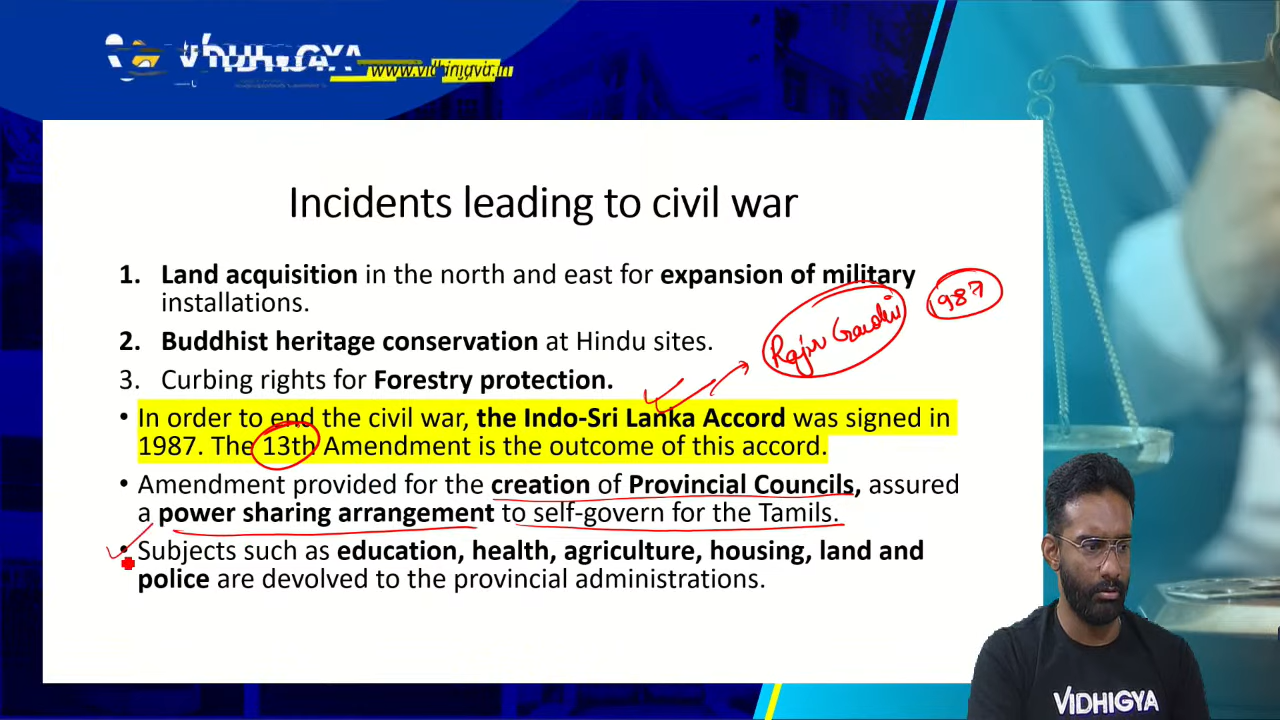 VIDHIGYA
www.vidhigya.in
Incidents leading to civil war
1. Land acquisition in the north and east for expansion of military
installations.
1987
Rajiv Gandhi
2. Buddhist heritage conservation at Hindu sites.
3. Curbing rights for Forestry protection.
• In order to end the civil war, the Indo-Sri Lanka Accord was signed in
1987. The 13th Amendment is the outcome of this accord.
• Amendment provided for the creation of Provincial Councils, assured
a power sharing arrangement to self-govern for the Tamils.
• Subjects such as education, health, agriculture, housing, land and
police are devolved to the provincial administrations.
VIDHIGYA